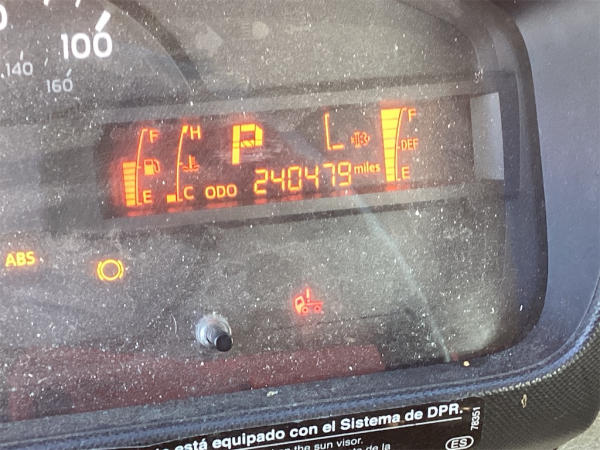 100
140
160
F
H
P
L
F
DEF
E
C
ODO
240479 miles
E
ABS
está equipado con el Sistema de DPR.
the sun visor.
78351
ES